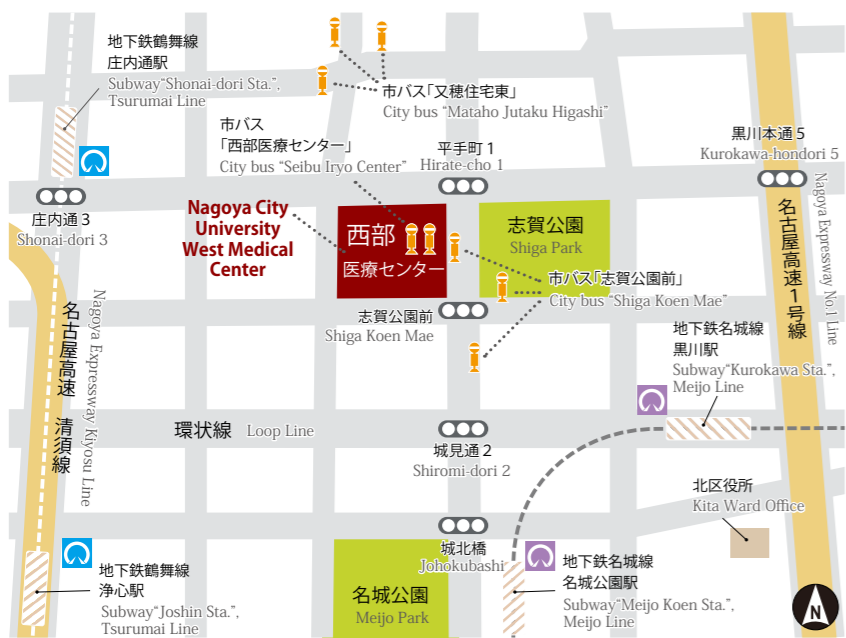 地下鉄鶴舞線
庄内通駅
Subway"Shonai-dori Sta.",
Tsurumai Line
市バス「又穂住宅東」
City bus "Mataho Jutaku Higashi"
市バス
「西部医療センター」
City bus "Seibu Iryo Center"
平手町 1
Hirate-cho 1
黒川本通 5
Kurokawa-hondori 5
庄内通 3
Shonai-dori 3
Nagoya City
University
West Medical
Center
西部
医療センター
志賀公園
Shiga Park
名古屋高速1号線
Nagoya Expressway No.1 Line
市バス「志賀公園前」
City bus "Shiga Koen Mae"
志賀公園前
Shiga Koen Mae
名古屋高速 清須線
Nagoya Expressway Kiyosu Line
地下鉄名城線
黒川駅
Subway"Kurokawa Sta.",
Meijo Line
環状線 Loop Line
城見通 2
Shiromi-dori 2
北区役所
Kita Ward Office
城北橋
Johokubashi
地下鉄鶴舞線
浄心駅
Subway"Joshin Sta.",
Tsurumai Line
名城公園
Meijo Park
地下鉄名城線
名城公園駅
Subway"Meijo Koen Sta.",
Meijo Line
N